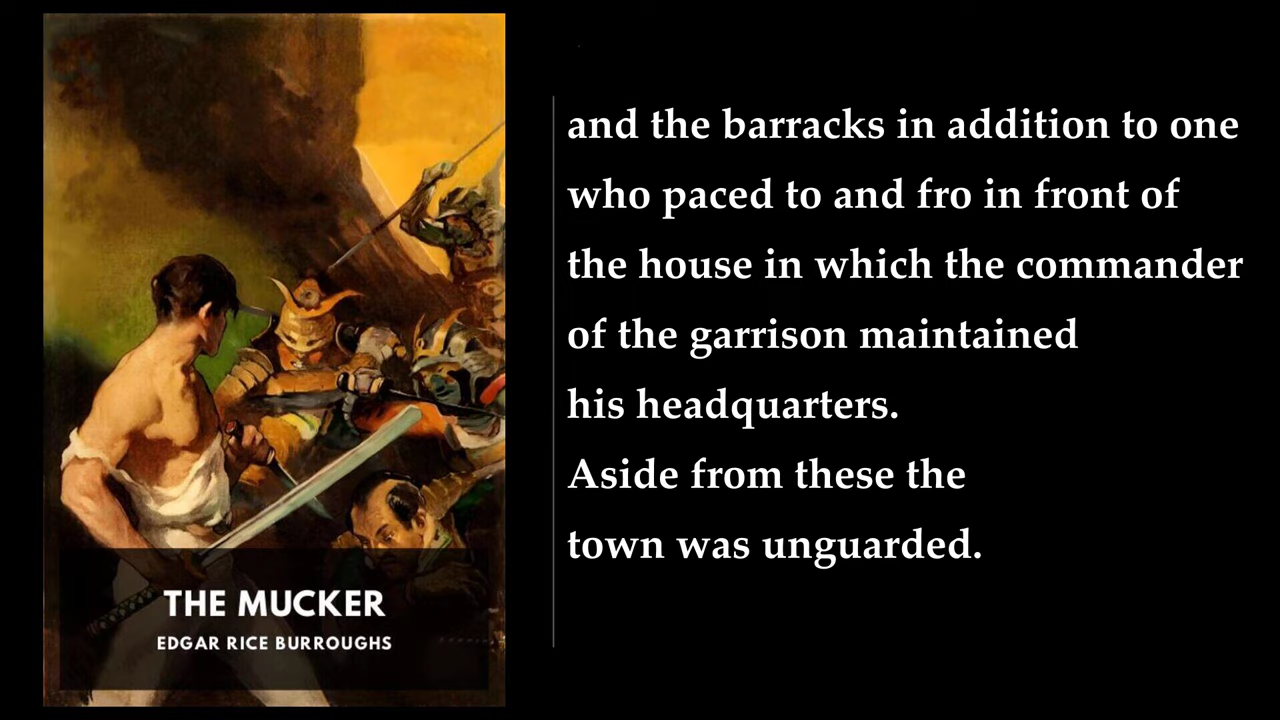 THE MUCKER
EDGAR RICE BURROUGHS
and the barracks in addition to one
who paced to and fro in front of
the house in which the commander
of the garrison maintained
his headquarters.
Aside from these the
town was unguarded.